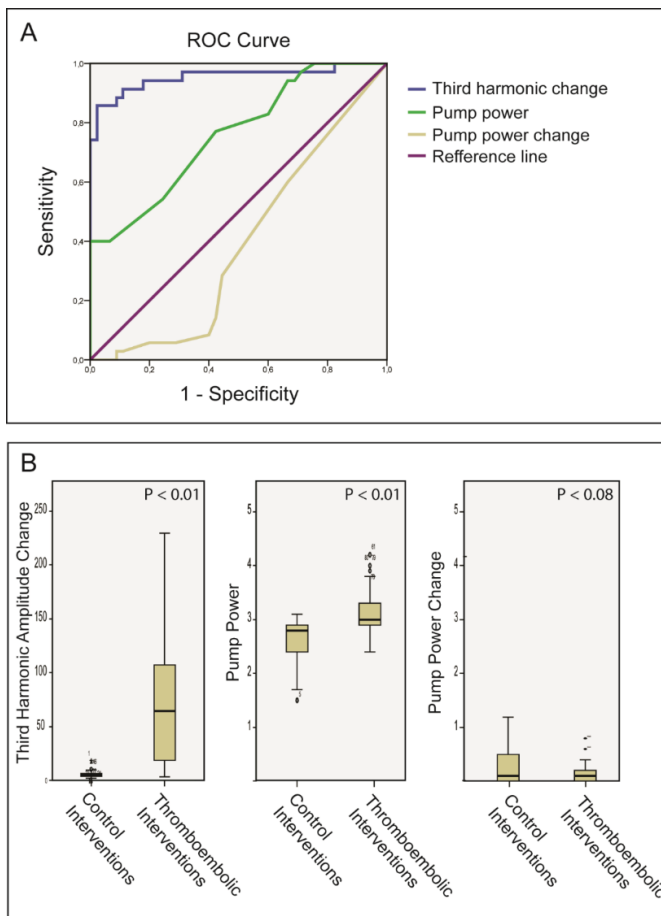 A
ROC Curve
Sensitivity
1,0
0,8
0,6
0,4
0,2
0,0
0,0 0,2 0,4 0,6 0,8 1,0
1 - Specificity
Third harmonic change
Pump power
Pump power change
Refference line
B
P < 0.01
Third Harmonic Amplitude Change
250
200
150
100
50
0
Control
Interventions
Thromboembolic
Interventions
P < 0.01
Pump Power
5
4
3
2
1
Control
Interventions
Thromboembolic
Interventions
P < 0.08
Pump Power Change
5
4
3
2
1
Control
Interventions
Thromboembolic
Interventions